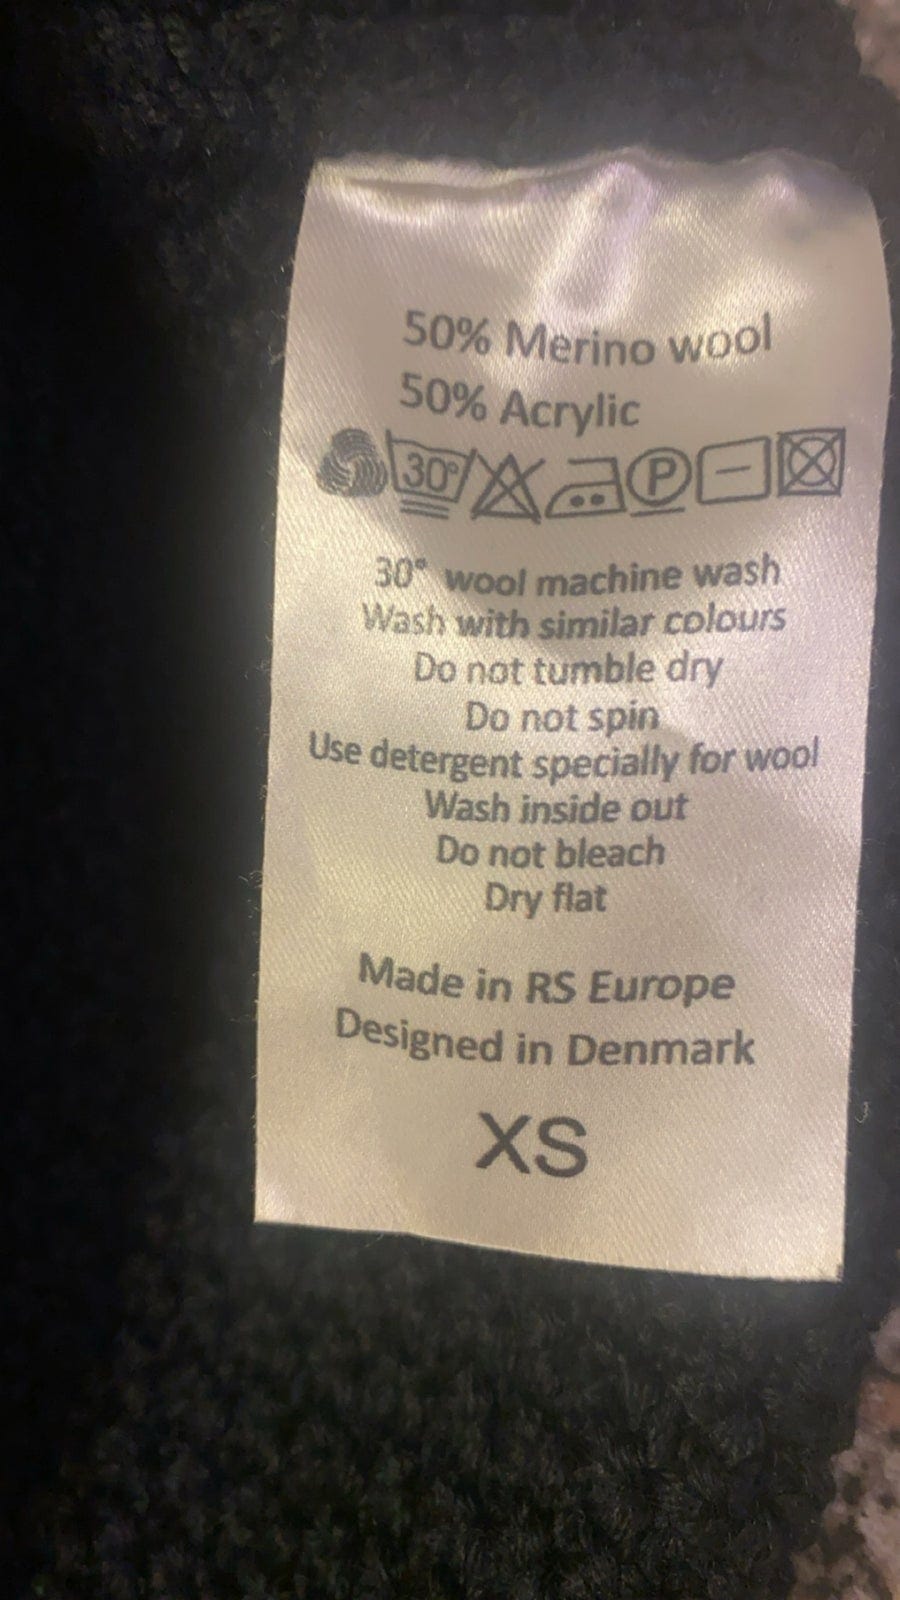 50% Merino wool
50% Acrylic
30° P
30° wool machine wash
Wash with similar colours
Do not tumble dry
Do not spin
Use detergent specially for wool
Wash inside out
Do not bleach
Dry flat
Made in RS Europe
Designed in Denmark
XS